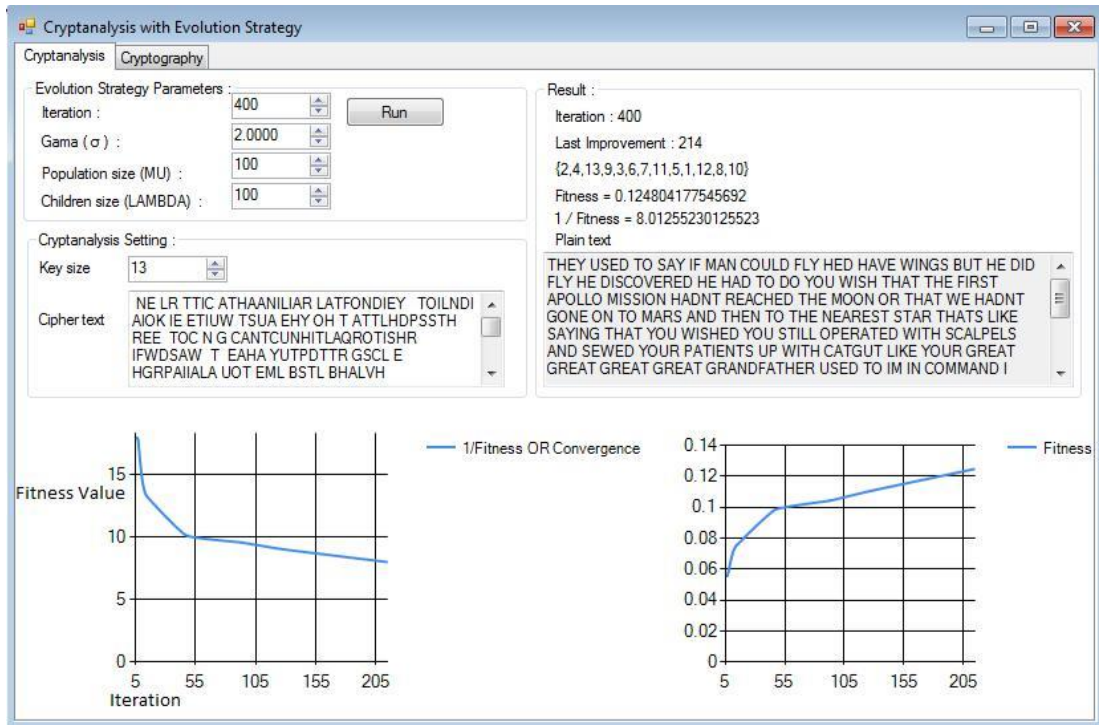 Cryptanalysis with Evolution Strategy
Cryptanalysis
Cryptography
Evolution Strategy Parameters :
Iteration :
400
Run
Gama ( σ ) :
2.0000
Population size (MU) :
100
Children size (LAMBDA) :
100
Cryptanalysis Setting :
Key size
13
Cipher text
NE LR TTIC ATHAANILIAR LATFONDIEY TOILNDI
AIOK IE ETIUW TSUA EHY OH T ATTLHDPSSTH
REE TOC N G CANTCUNHITLAQROTISHR
IFWDSAW T EAHA YUTPDTTR GSCL E
HGRPAIIALA UOT EML BSTL BHALVH
Result :
Iteration : 400
Last Improvement : 214
{2,4,13,9,3,6,7,11,5,1,12,8,10}
Fitness = 0.124804177545692
1 / Fitness = 8.01255230125523
Plain text
THEY USED TO SAY IF MAN COULD FLY HED HAVE WINGS BUT HE DID
FLY HE DISCOVERED HE HAD TO DO YOU WISH THAT THE FIRST
APOLLO MISSION HADNT REACHED THE MOON OR THAT WE HADNT
GONE ON TO MARS AND THEN TO THE NEAREST STAR THATS LIKE
SAYING THAT YOU WISHED YOU STILL OPERATED WITH SCALPELS
AND SEWED YOUR PATIENTS UP WITH CATGUT LIKE YOUR GREAT
GREAT GREAT GREAT GRANDFATHER USED TO IM IN COMMAND I
1/Fitness OR Convergence
15
Fitness Value
10
5
0
5 55 105 155 205
Iteration
Fitness
0.14
0.12
0.1
0.08
0.06
0.04
0.02
0
5 55 105 155 205